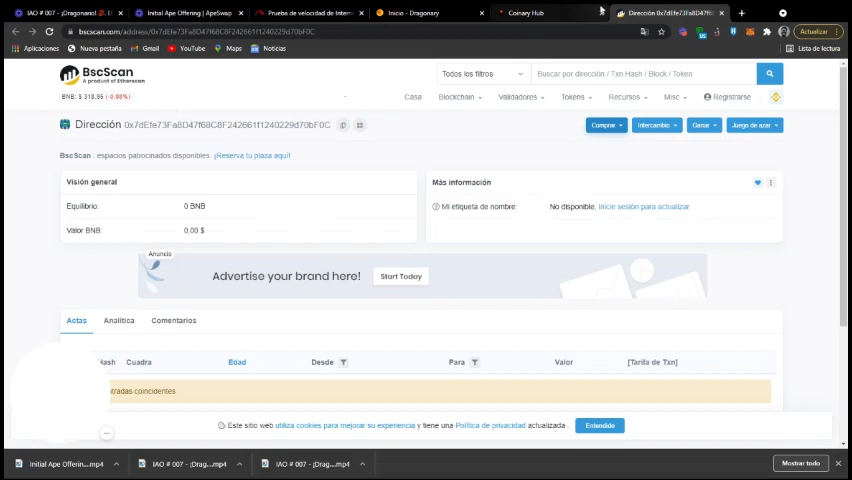 IAO # 007 - ¡Dragonario!
Initial Ape Offering | ApeSwap
Prueba de velocidad de Interne
Inicio - Dragonary
Coinary Hub
Dirección 0x7dEfe73Fa8D47f68
bscscan.com/address/0x7dEfe73Fa8D47f68C8F242661f1240229d70bF0C
Actualizar
Aplicaciones
Nueva pestaña
Gmail
YouTube
Maps
Noticias
Lista de lectura
BscScan
A product of Etherscan
Todos los filtros
Buscar por dirección / Txn Hash / Block / Token
BNB: $ 318,95 (-0,06%)
Casa
Blockchain
Validadores
Tokens
Recursos
Misc
Registrarse
Dirección 0x7dEfe73Fa8D47f68C8F242661f1240229d70bF0C
Comprar
Intercambio
Ganar
Juego de azar
BscScan : espacios patrocinados disponibles. ¡Reserva tu plaza aquí!
Visión general
Equilibrio:
0 BNB
Valor BNB:
0,00 $
Más información
Mi etiqueta de nombre:
No disponible, inicie sesión para actualizar
Anuncio
Advertise your brand here!
Start Today
Actas
Analítica
Comentarios
Hash
Cuadra
Edad
Desde
Para
Valor
[Tarifa de Txn]
tradas coincidentes
Este sitio web utiliza cookies para mejorar su experiencia y tiene una Política de privacidad actualizada .
Entendido
Initial Ape Offerin....mp4
IAO # 007 - ¡Drag....mp4
IAO # 007 - ¡Drag....mp4
Mostrar todo